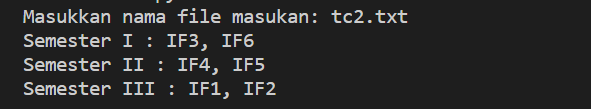 Masukkan nama file masukan: tc2.txt
Semester I : IF3, IF6
Semester II : IF4, IF5
Semester III : IF1, IF2